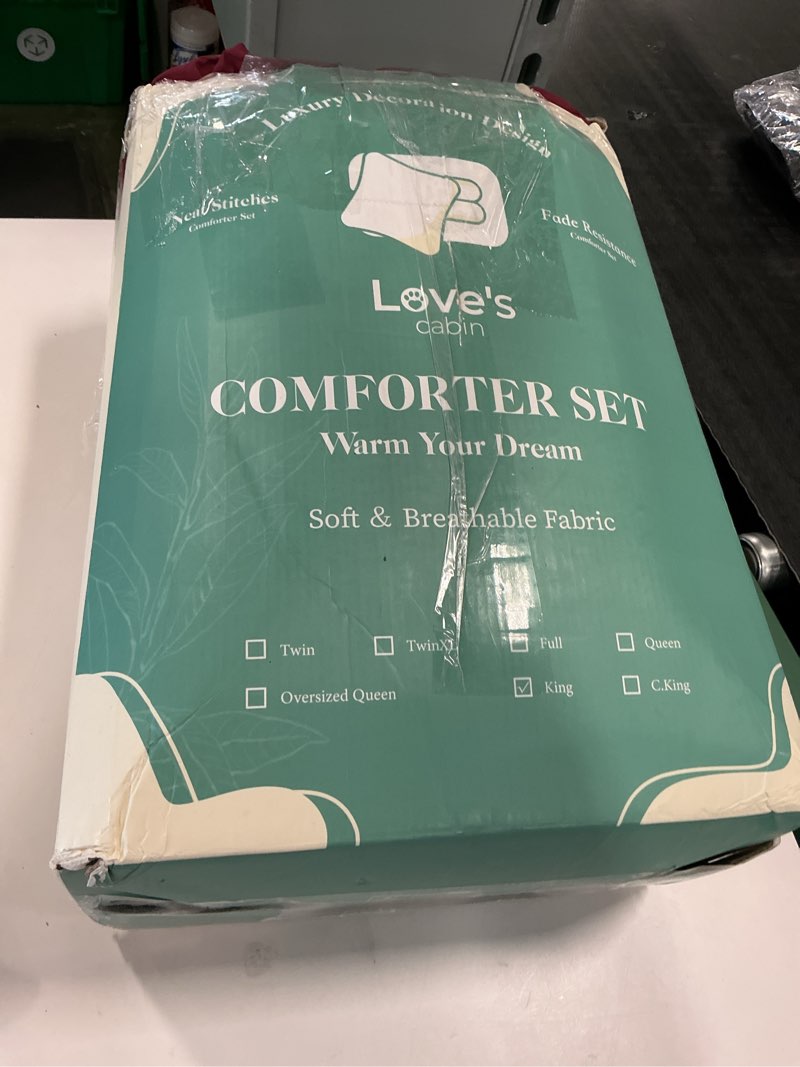 Luxury Decoration Design
Neat Stitches
Comforter Set
Fade Resistance
Comforter Set
Love's
cabin
COMFORTER SET
Warm Your Dream
Soft & Breathable Fabric
☐ Twin ☐ TwinXL ☐ Full ☐ Queen
☐ Oversized Queen ☑ King ☐ C.King